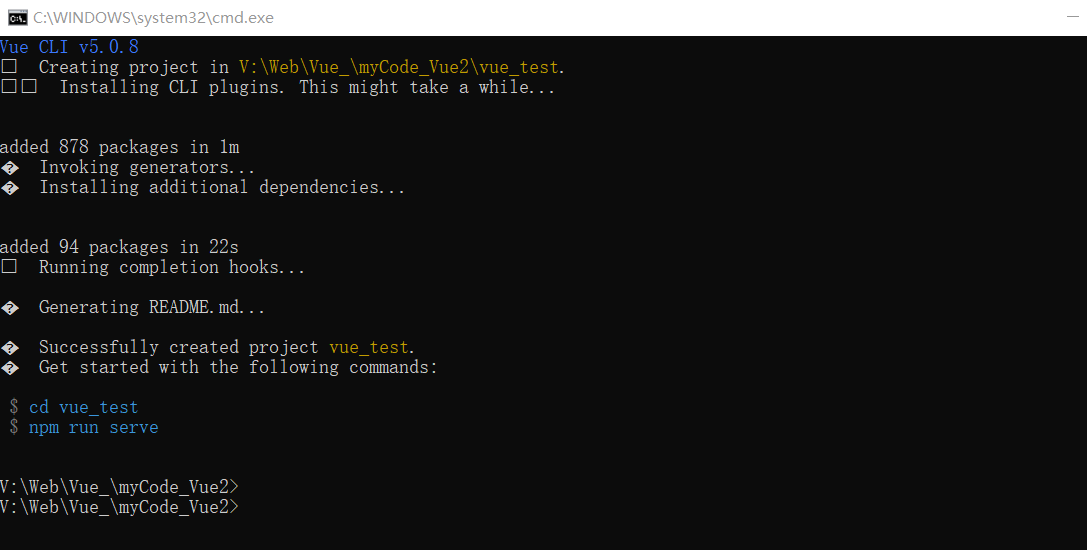 C:\WINDOWS\system32\cmd.exe
Vue CLI v5.0.8
Creating project in V:\Web\Vue_\myCode_Vue2\vue_test.
Installing CLI plugins. This might take a while...
added 878 packages in 1m
� Invoking generators...
� Installing additional dependencies...
added 94 packages in 22s
Running completion hooks...
� Generating README.md...
� Successfully created project vue_test.
� Get started with the following commands:
$ cd vue_test
$ npm run serve
V:\Web\Vue_\myCode_Vue2>
V:\Web\Vue_\myCode_Vue2>